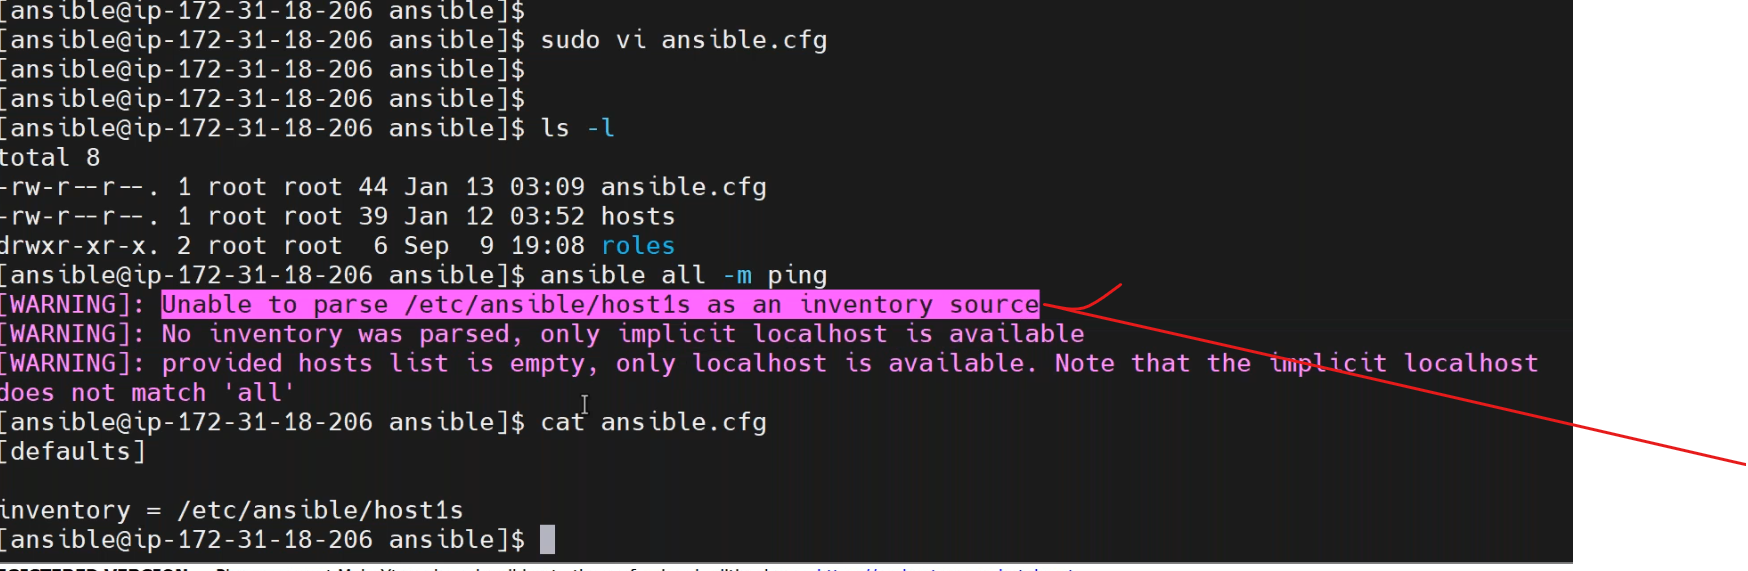 [ansible@ip-172-31-18-206 ansible]$
[ansible@ip-172-31-18-206 ansible]$ sudo vi ansible.cfg
[ansible@ip-172-31-18-206 ansible]$
[ansible@ip-172-31-18-206 ansible]$
[ansible@ip-172-31-18-206 ansible]$ ls -l
total 8
-rw-r--r--. 1 root root 44 Jan 13 03:09 ansible.cfg
-rw-r--r--. 1 root root 39 Jan 12 03:52 hosts
drwxr-xr-x. 2 root root  6 Sep  9 19:08 roles
[ansible@ip-172-31-18-206 ansible]$ ansible all -m ping
[WARNING]: Unable to parse /etc/ansible/host1s as an inventory source
[WARNING]: No inventory was parsed, only implicit localhost is available
[WARNING]: provided hosts list is empty, only localhost is available. Note that the implicit localhost
does not match 'all'
[ansible@ip-172-31-18-206 ansible]$ cat ansible.cfg
[defaults]
inventory = /etc/ansible/host1s
[ansible@ip-172-31-18-206 ansible]$